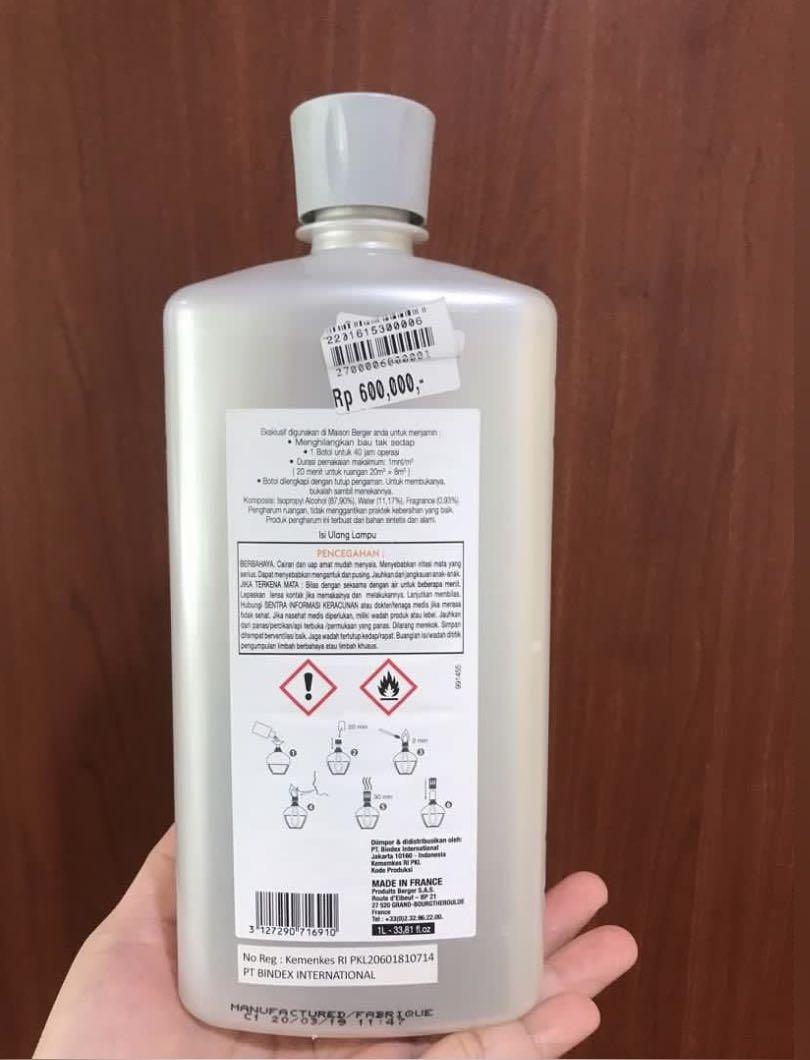 2201615300006
2700006000001
Rp 600,000,-
Eksklusif digunakan di Maison Berger anda untuk menjamin :
• Menghilangkan bau tak sedap
• 1 Botol untuk 40 jam operasi
• Durasi pemakaian maksimum: 1mnt/m³
( 20 menit untuk ruangan 20m³ = 8m² )
• Botol dilengkapi dengan tutup pengaman. Untuk membukanya,
bukalah sambil menekannya.
Komposisi: Isopropyl Alcohol (87,90%), Water (11,17%), Fragrance (0,93%)
Pengharum ruangan, tidak menggantikan praktek kebersihan yang baik.
Produk pengharum ini terbuat dari bahan sintetis dan alami.
Isi Ulang Lampu
PENCEGAHAN :
BERBAHAYA. Cairan dan uap amat mudah menyala. Menyebabkan iritasi mata yang
serius. Dapat menyebabkan mengantuk dan pusing. Jauhkan dari jangkauan anak-anak.
JIKA TERKENA MATA : Bilas dengan seksama dengan air untuk beberapa menit.
Lepaskan lensa kontak jika memakainya dan melakukannya. Lanjutkan membilas.
Hubungi SENTRA INFORMASI KERACUNAN atau dokter/tenaga medis jika merasa
tidak sehat. Jika nasehat medis diperlukan, miliki wadah produk atau lebel. Jauhkan
dari panas/percikan/api terbuka /permukaan yang panas. Dilarang merokok. Simpan
ditempat berventilasi baik. Jaga wadah tertutup kedap/rapat. Buanglah isi/wadah dititik
pengumpulan limbah berbahaya atau limbah khusus.
991455
20 min
2 min
1
2
3
30 min
4
5
6
Diimpor & didistribusikan oleh:
PT. Bindex International
Jakarta 10160 - Indonesia
Kemenkes RI PKL
Kode Produksi
MADE IN FRANCE
Produits Berger S.A.S.
Route d'Elbeuf – BP 21
27 520 GRAND-BOURGTHEROULDE
France
Tel : +33(0)2.32.96.22.00.
1L - 33,81 fl.oz
3 127290 716910
No Reg : Kemenkes RI PKL20601810714
PT BINDEX INTERNATIONAL
MANUFACTURED/FABRIQUE
C1 20/03/19 11:47